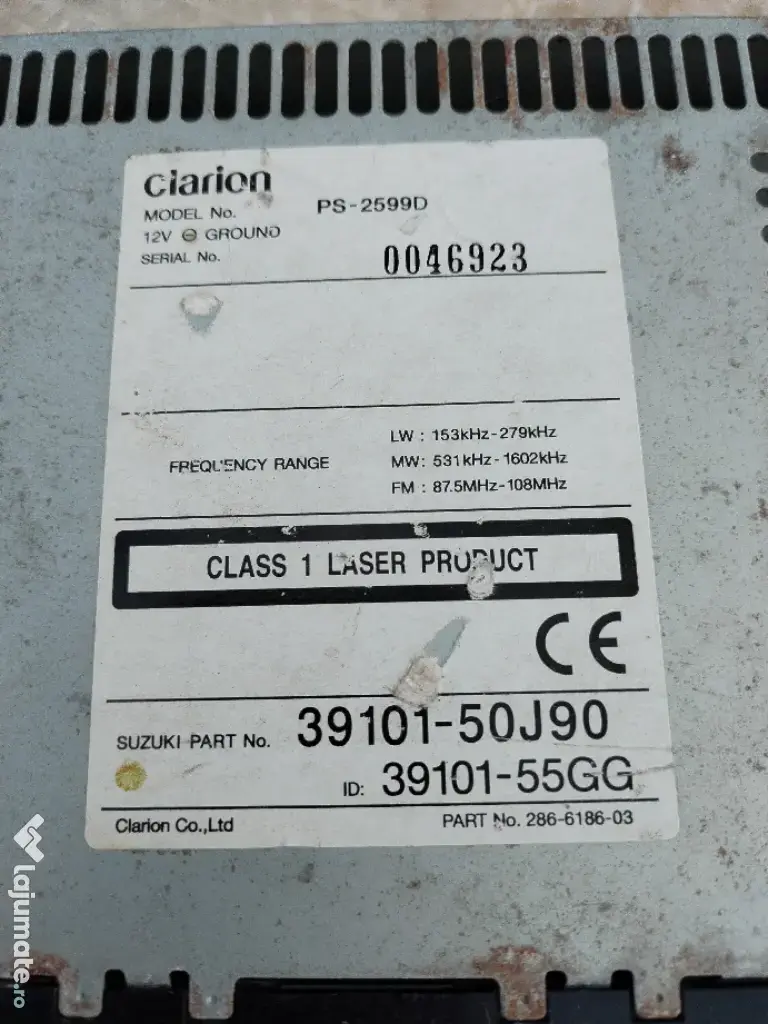 clarion
MODEL No. PS-2599D
12V ⊖ GROUND
SERIAL No. 0046923
FREQUENCY RANGE
LW : 153kHz-279kHz
MW: 531kHz-1602kHz
FM : 87.5MHz-108MHz
CLASS 1 LASER PRODUCT
CE
SUZUKI PART No. 39101-50J90
ID: 39101-55GG
Clarion Co.,Ltd PART No. 286-6186-03
Lajumate.ro